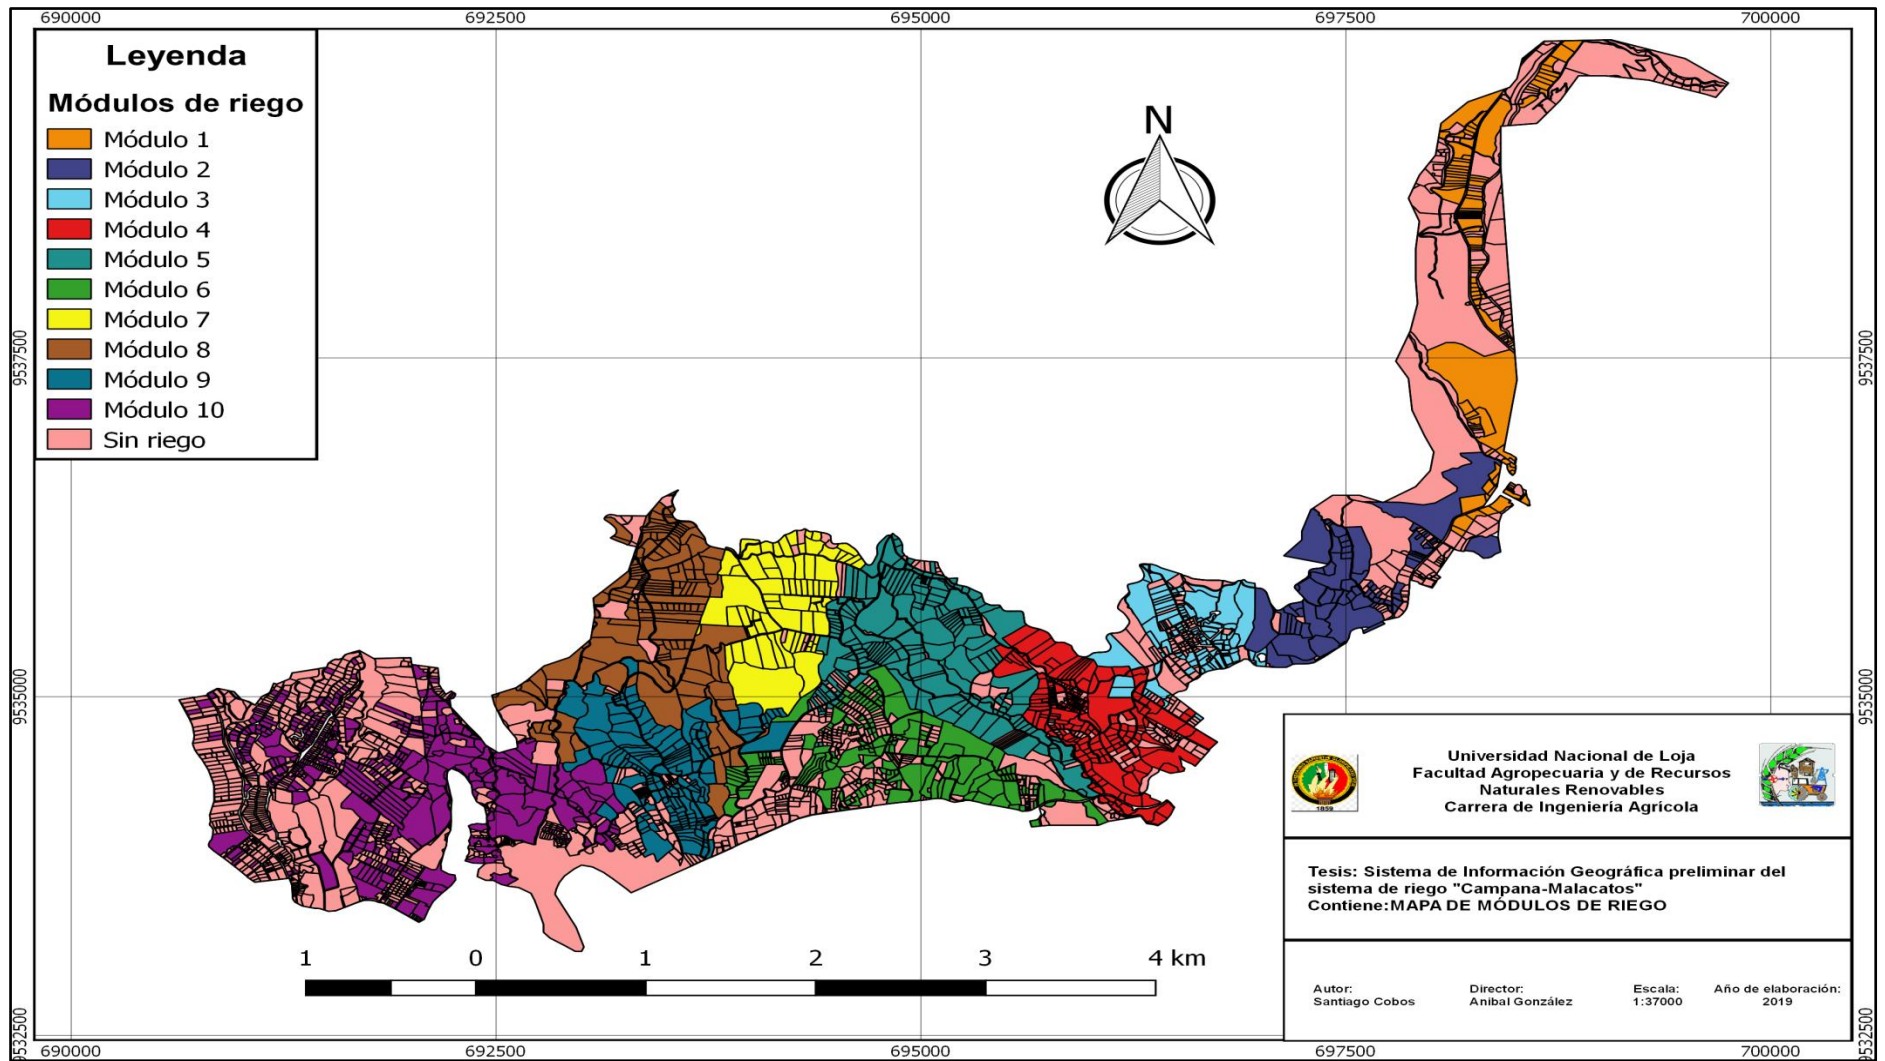 690000
692500
695000
697500
700000
Leyenda
Módulos de riego
Módulo 1
Módulo 2
Módulo 3
Módulo 4
Módulo 5
Módulo 6
Módulo 7
Módulo 8
Módulo 9
Módulo 10
Sin riego
N
9537500
9537500
9535000
9535000
9532500
9532500
1 0 1 2 3 4 km
Universidad Nacional de Loja
Facultad Agropecuaria y de Recursos
Naturales Renovables
Carrera de Ingeniería Agrícola
1859
Tesis: Sistema de Información Geográfica preliminar del
sistema de riego "Campana-Malacatos"
Contiene:MAPA DE MÓDULOS DE RIEGO
Autor:
Santiago Cobos
Director:
Anibal González
Escala:
1:37000
Año de elaboración:
2019
690000
692500
695000
697500
700000